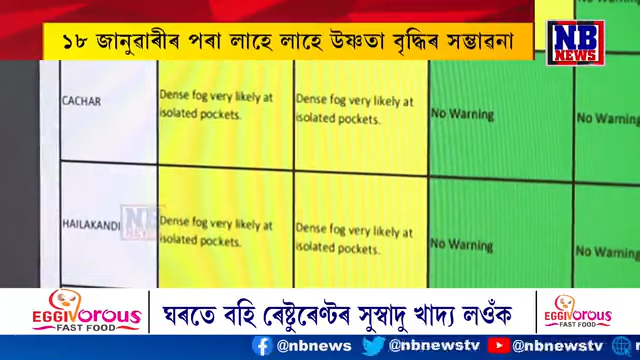 ১৮ জানুৱাৰীৰ পৰা লাহে লাহে উষ্ণতা বৃদ্ধিৰ সম্ভাৱনা
NB
NEWS
CACHAR
Dense fog very likely at isolated pockets.
Dense fog very likely at isolated pockets.
No Warning
No Warning
NB
NEWS
HAILAKANDI
Dense fog very likely at isolated pockets.
Dense fog very likely at isolated pockets.
No Warning
No Warning
EGGIVOROUS
FAST FOOD
ঘৰতে বহি ৰেষ্টুৰেণ্টৰ সুস্বাদু খাদ্য লওঁক
EGGIVOROUS
FAST FOOD
@nbnews
@nbnewstv
@nbnewstv